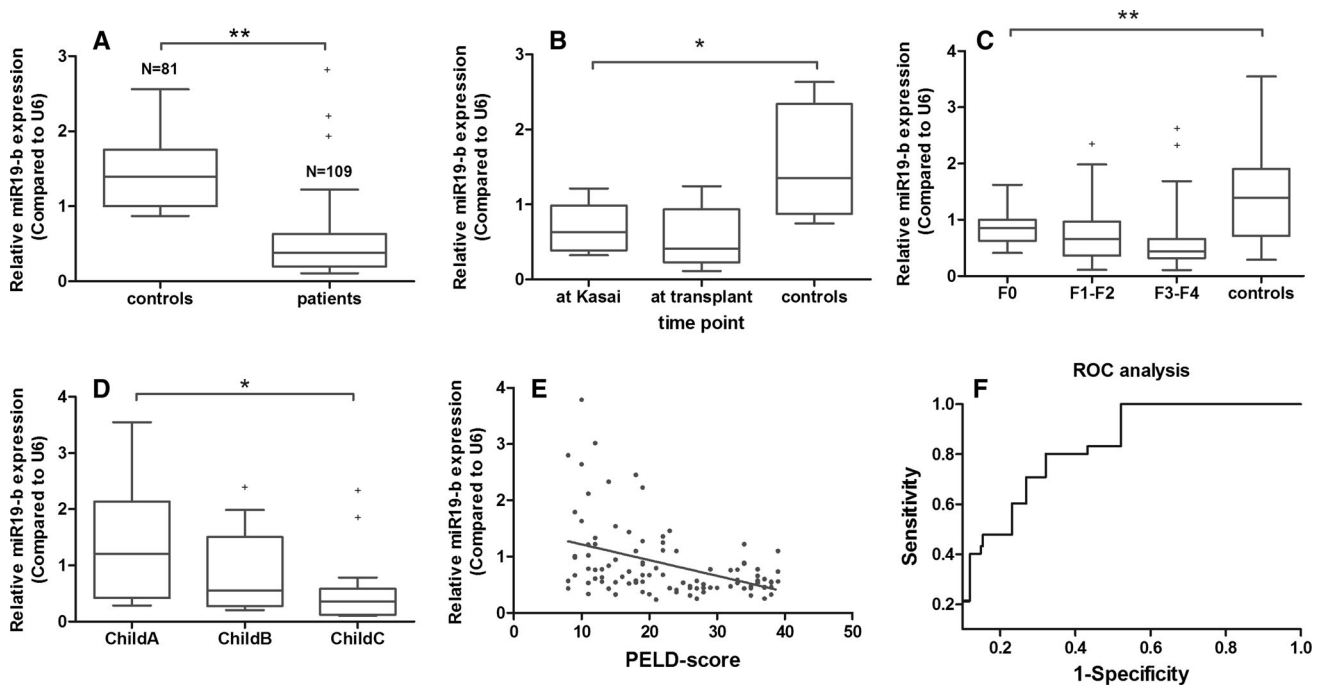 A
**
N=81
N=109
Relative miR19-b expression
(Compared to U6)
3
2
1
0
controls
patients
B
*
Relative miR19-b expression
(Compared to U6)
3
2
1
0
at Kasai
at transplant
controls
time point
C
**
Relative miR19-b expression
(Compared to U6)
4
3
2
1
0
F0
F1-F2
F3-F4
controls
D
*
Relative miR19-b expression
(Compared to U6)
4
3
2
1
0
ChildA
ChildB
ChildC
E
Relative miR19-b expression
(Compared to U6)
4
3
2
1
0
0
10
20
30
40
50
PELD-score
F
ROC analysis
Sensitivity
1.0
0.8
0.6
0.4
0.2
0.2
0.4
0.6
0.8
1.0
1-Specificity